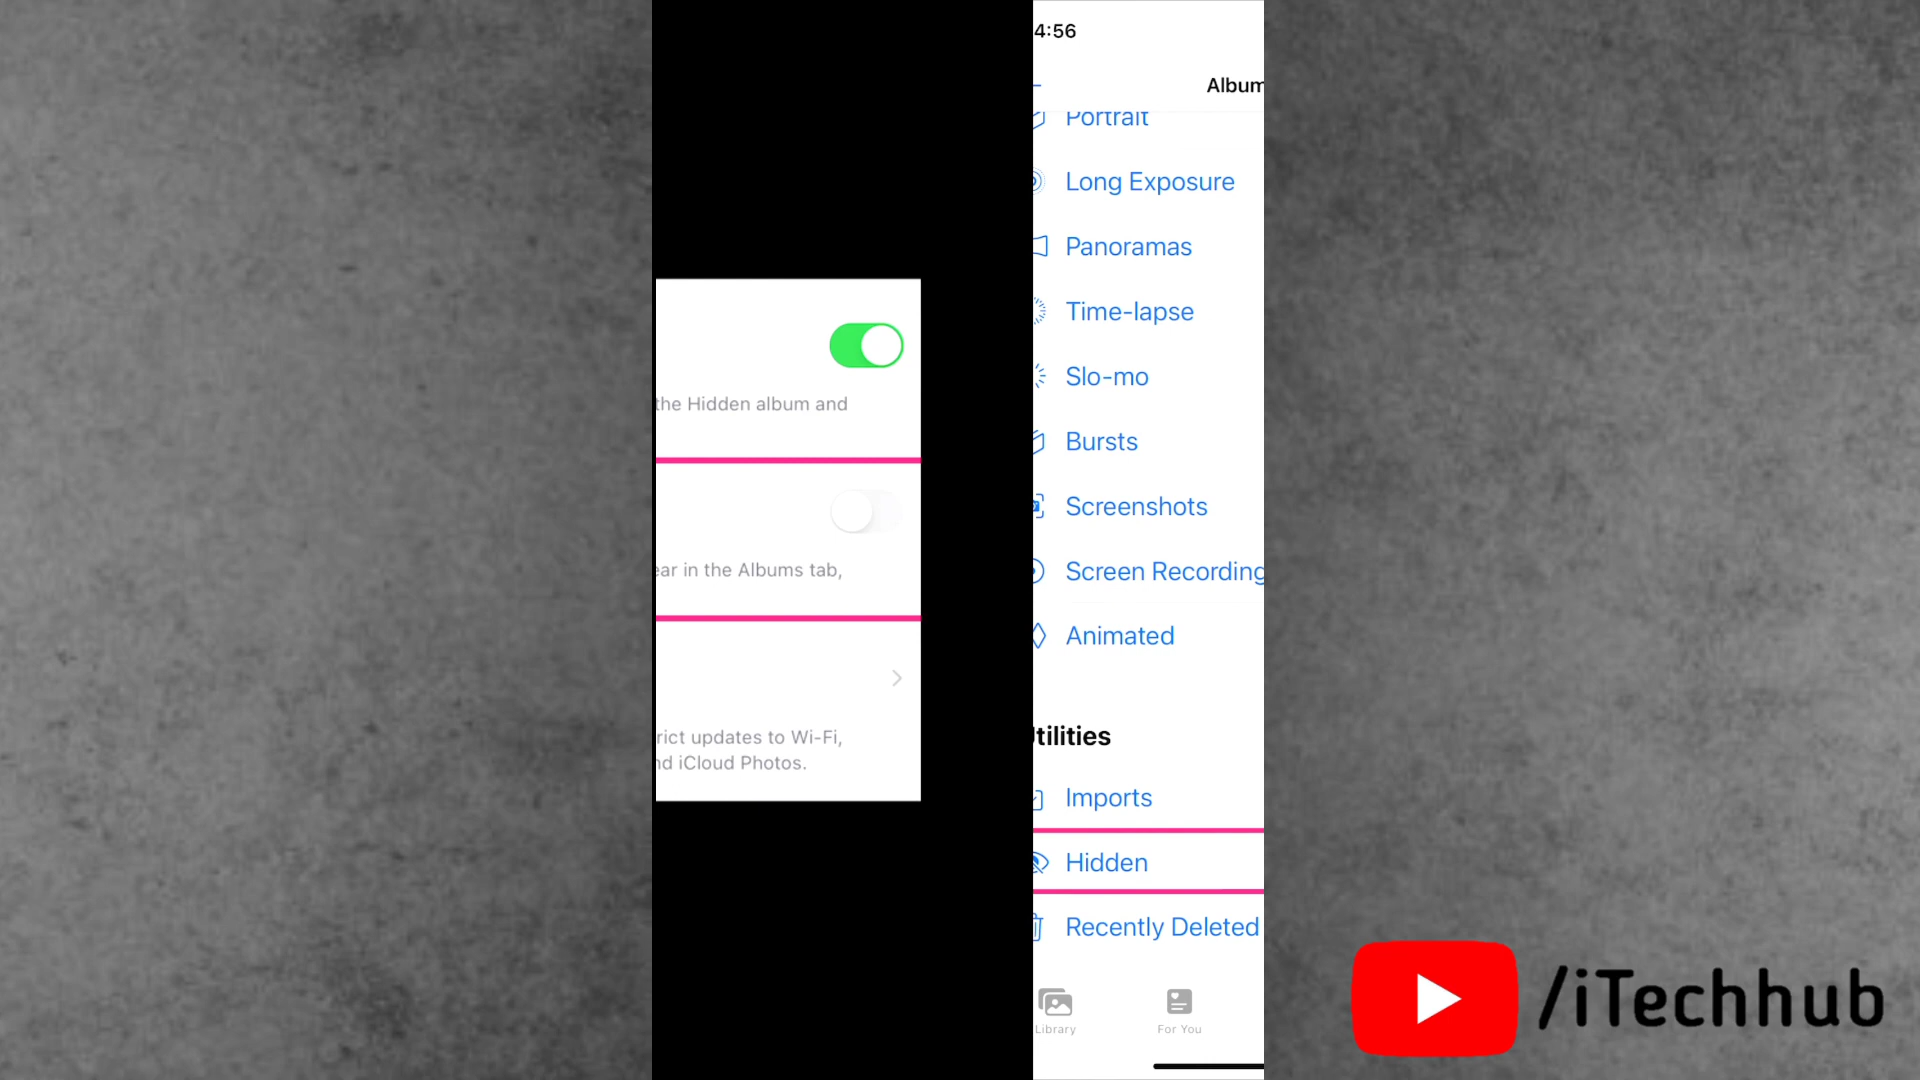 the Hidden album and
ar in the Albums tab,
rict updates to Wi-Fi,
d iCloud Photos.
4:56
Album
Portrait
Long Exposure
Panoramas
Time-lapse
Slo-mo
Bursts
Screenshots
Screen Recording
Animated
tilities
Imports
Hidden
Recently Deleted
Library
For You
/iTechhub